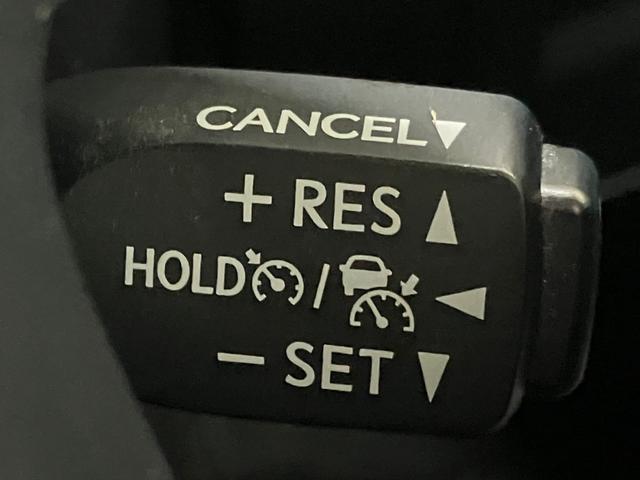 CANCEL
+ RES
HOLD /
− SET